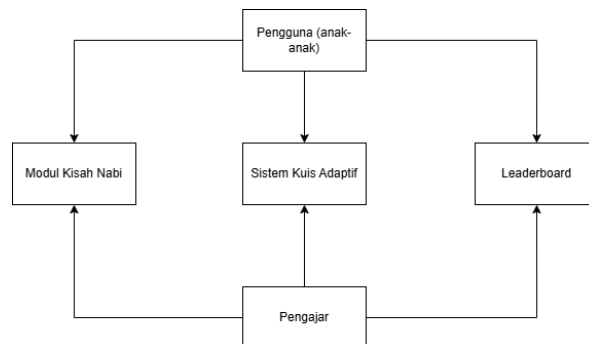 Pengguna (anak-
anak)
Modul Kisah Nabi
Sistem Kuis Adaptif
Leaderboard
Pengajar